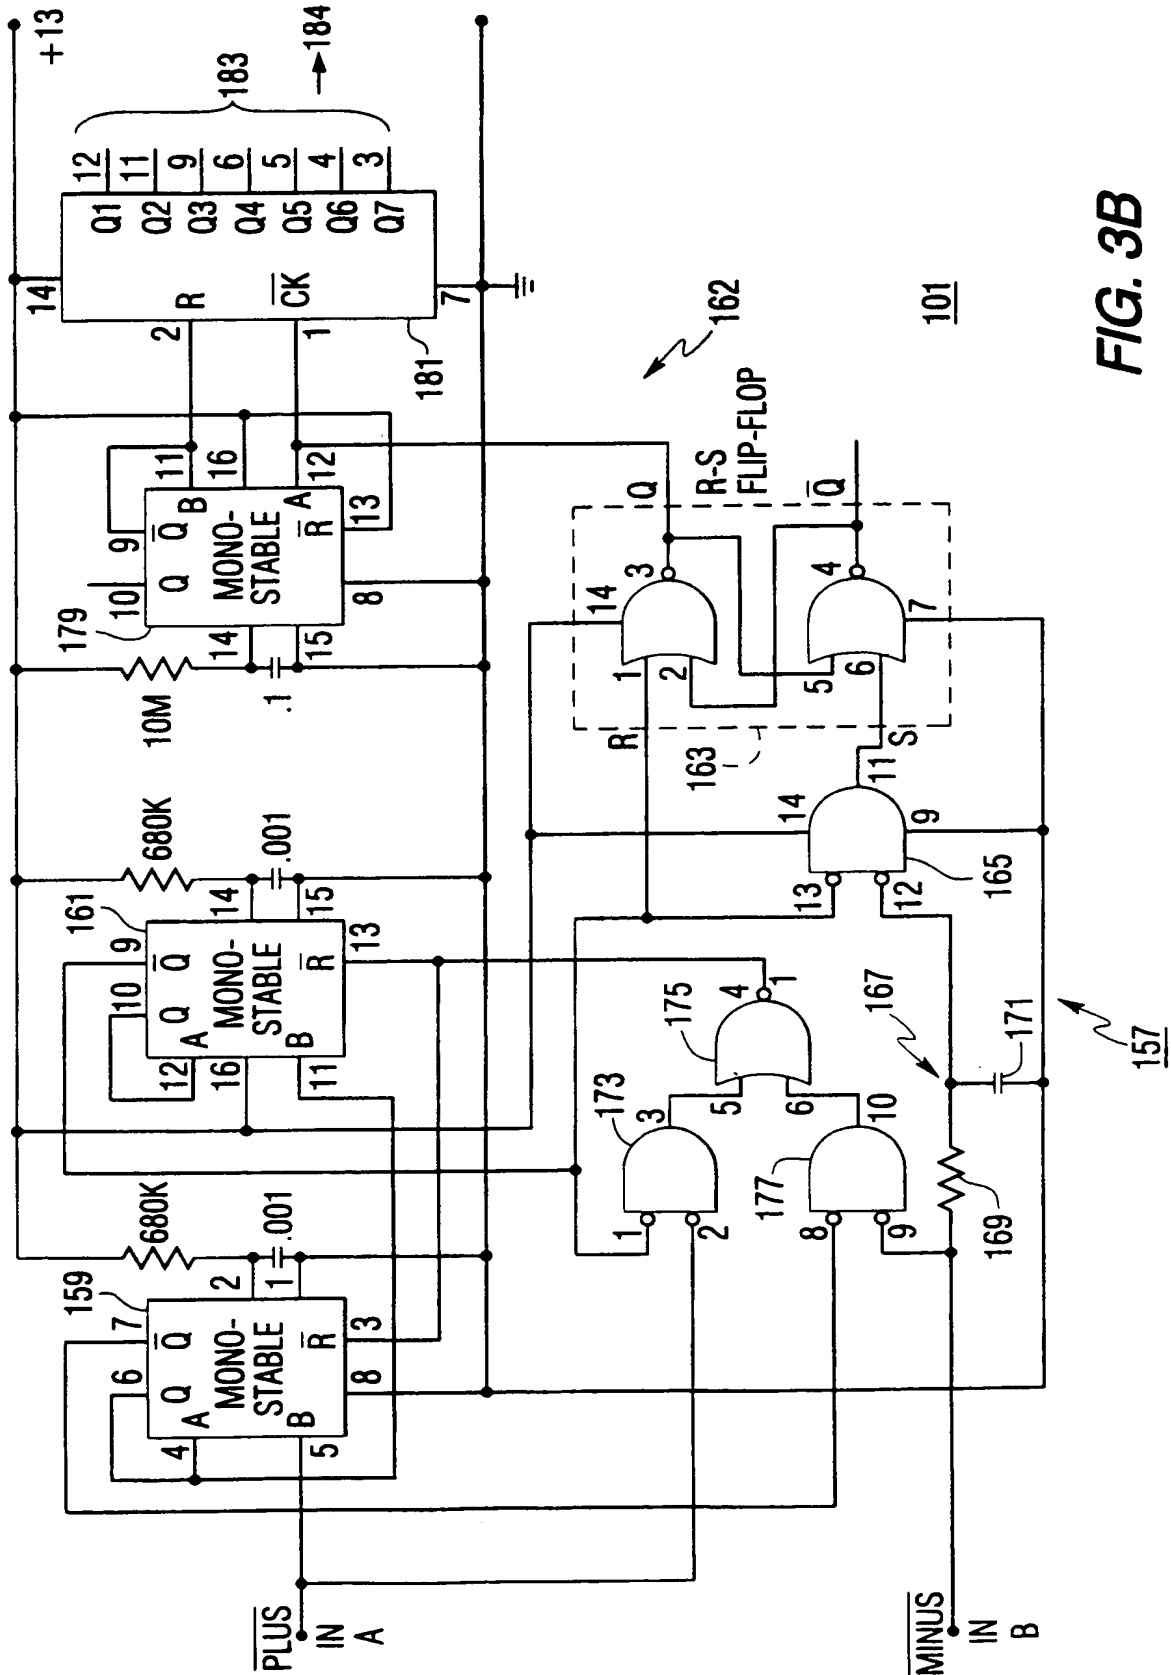 +13
184
183
12
11
9
6
5
4
3
Q1
Q2
Q3
Q4
Q5
Q6
Q7
14
R
CK
7
2
1
181
11
16
12
9
Q
B
A
10
Q
MONO-
STABLE
R
13
179
14
15
8
10M
.1
680K
.001
161
14
15
9
Q
10
Q
A
MONO-
STABLE
R
13
12
16
B
11
680K
.001
159
2
1
7
Q
6
Q
A
MONO-
STABLE
R
3
4
B
8
5
PLUS
IN
A
162
101
R-S
FLIP-FLOP
Q
Q
14
3
1
2
4
5
6
7
R
163
S
11
14
13
12
9
165
175
4
1
5
6
173
3
1
2
177
10
8
9
167
171
169
157
MINUS
IN
B
FIG. 3B